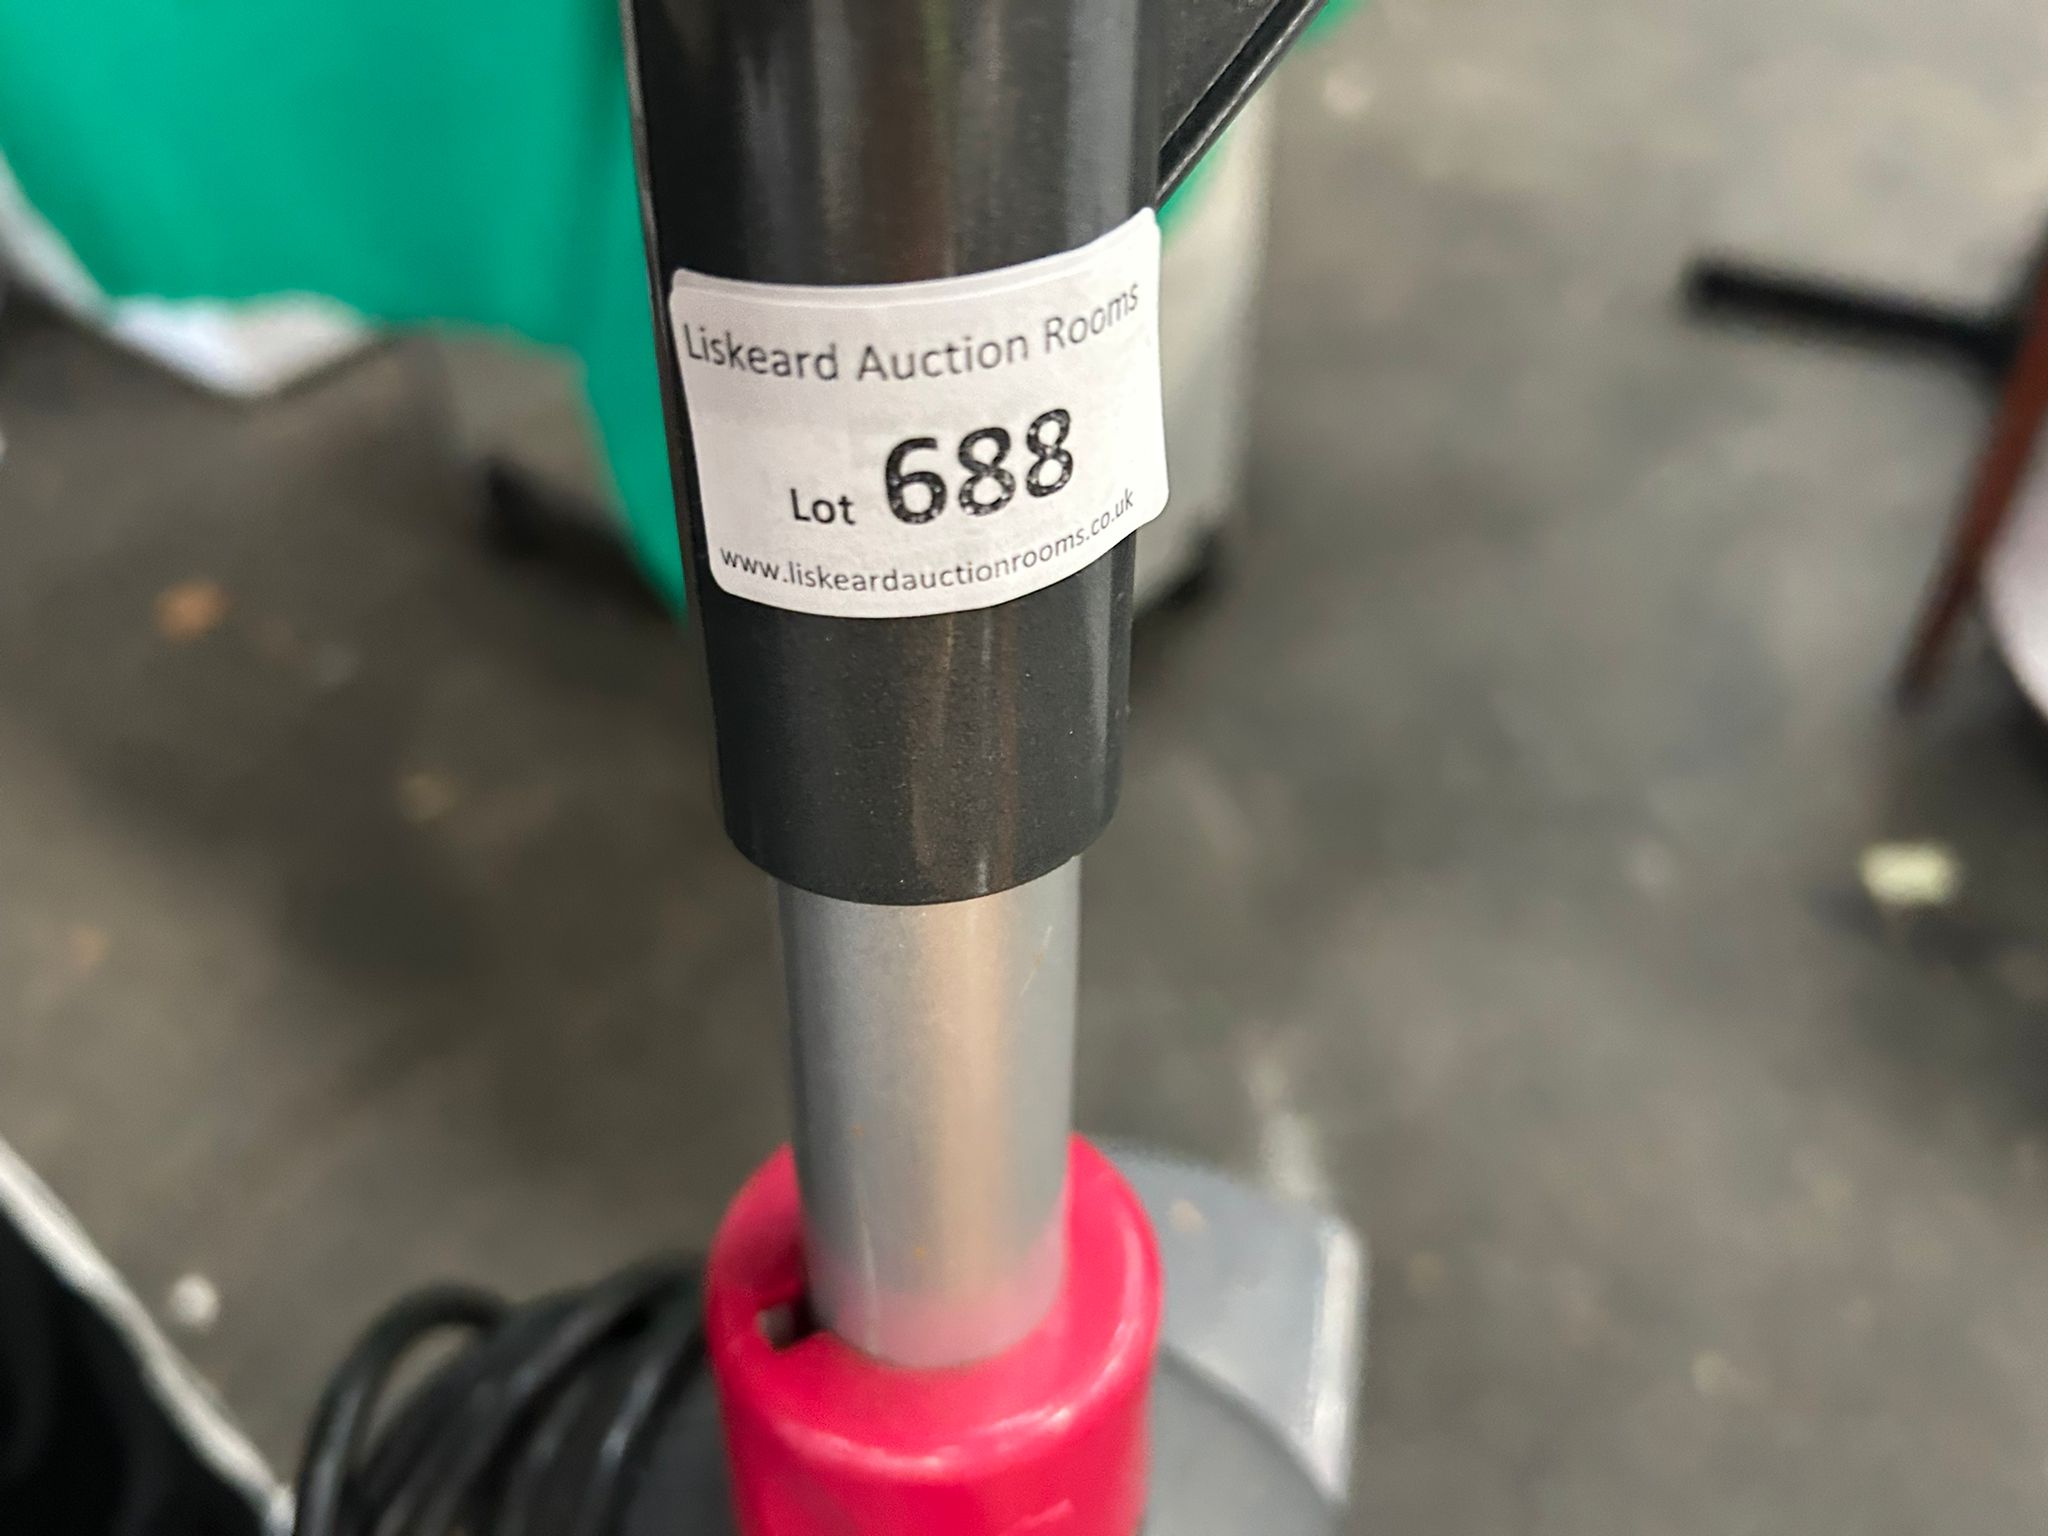 Liskeard Auction Rooms
Lot 688
www.liskeardauctionrooms.co.uk